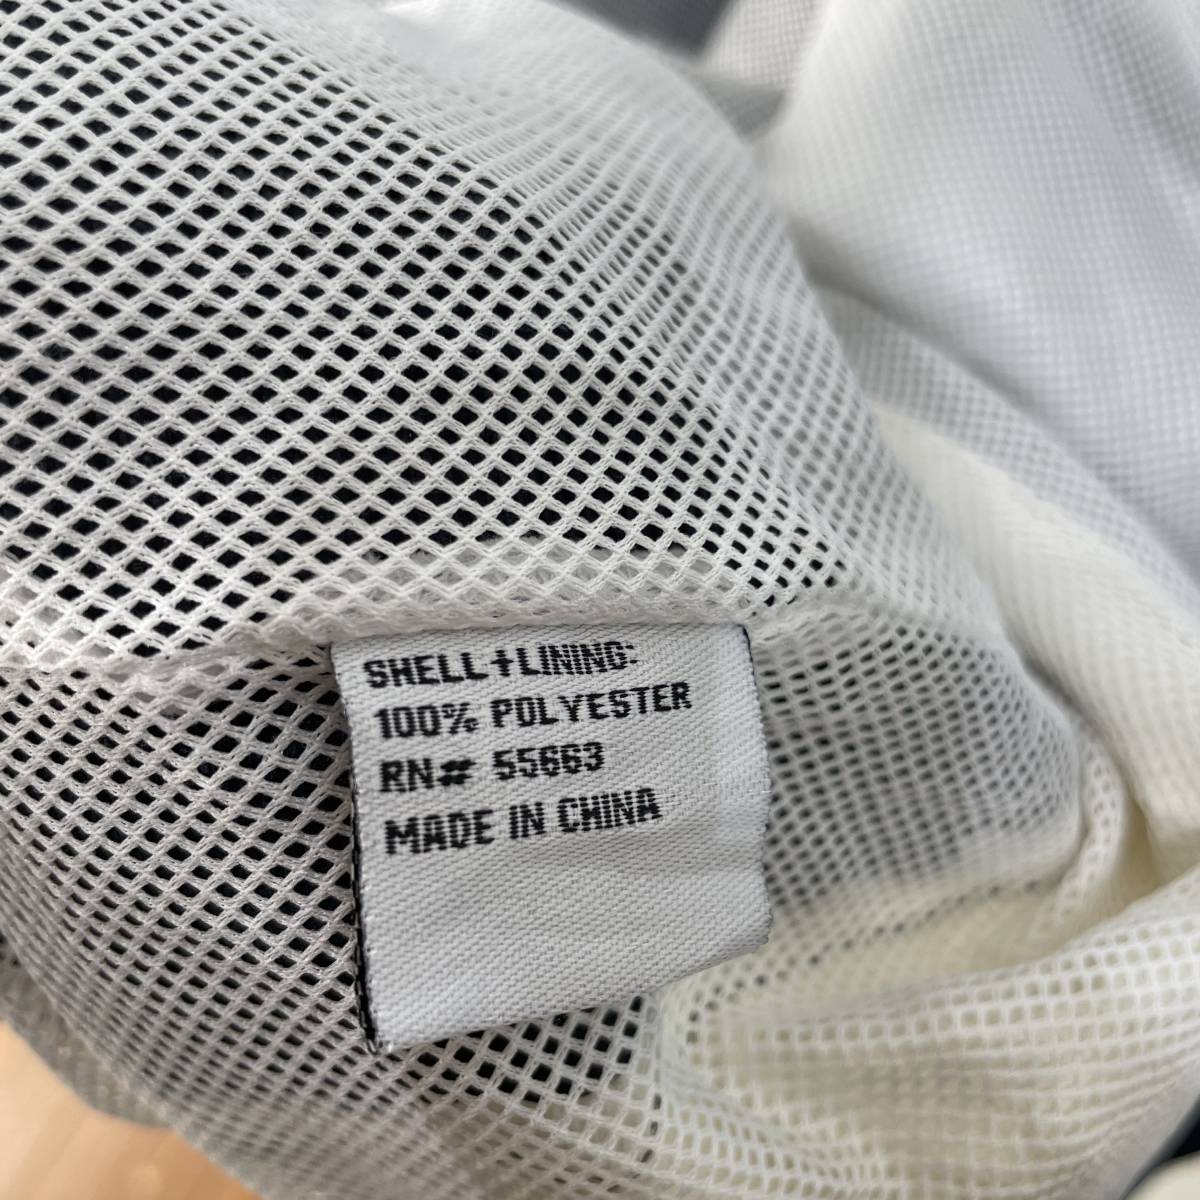 SHELL+LINING:
100% POLYESTER
RN# 55663
MADE IN CHINA